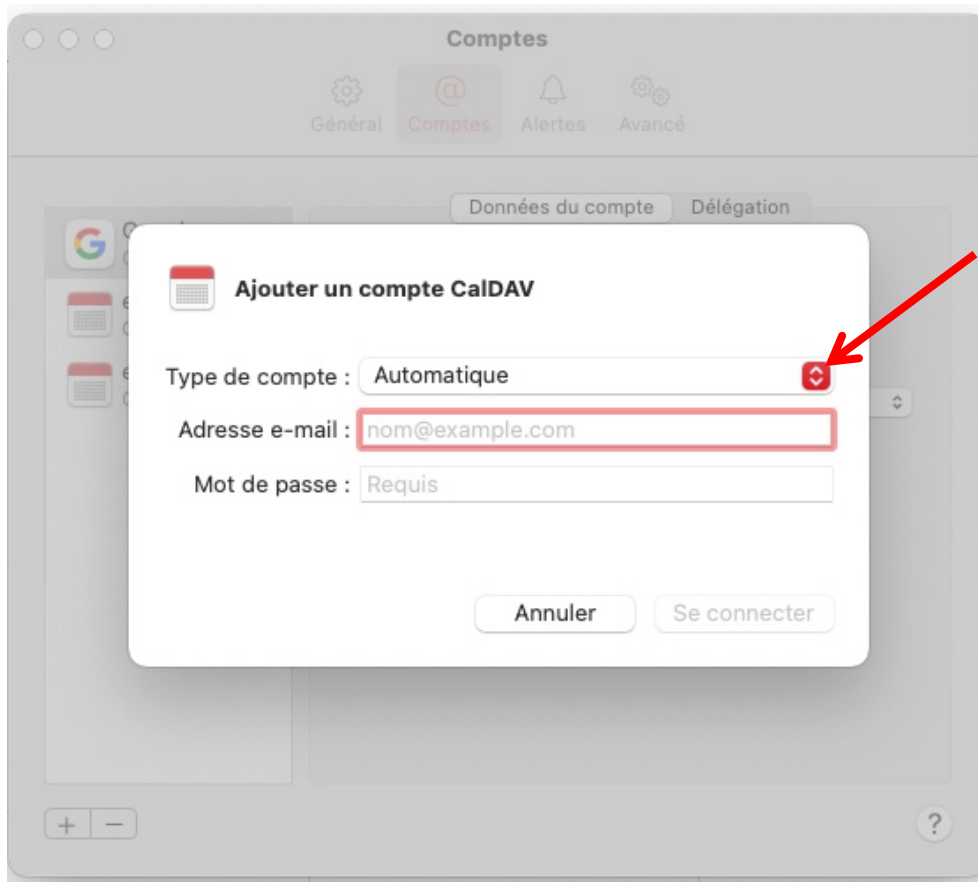 Comptes
Général Comptes Alertes Avancé
Données du compte Délégation
Ajouter un compte CalDAV
Type de compte : Automatique
Adresse e-mail : nom@example.com
Mot de passe : Requis
Annuler Se connecter
+ − ?